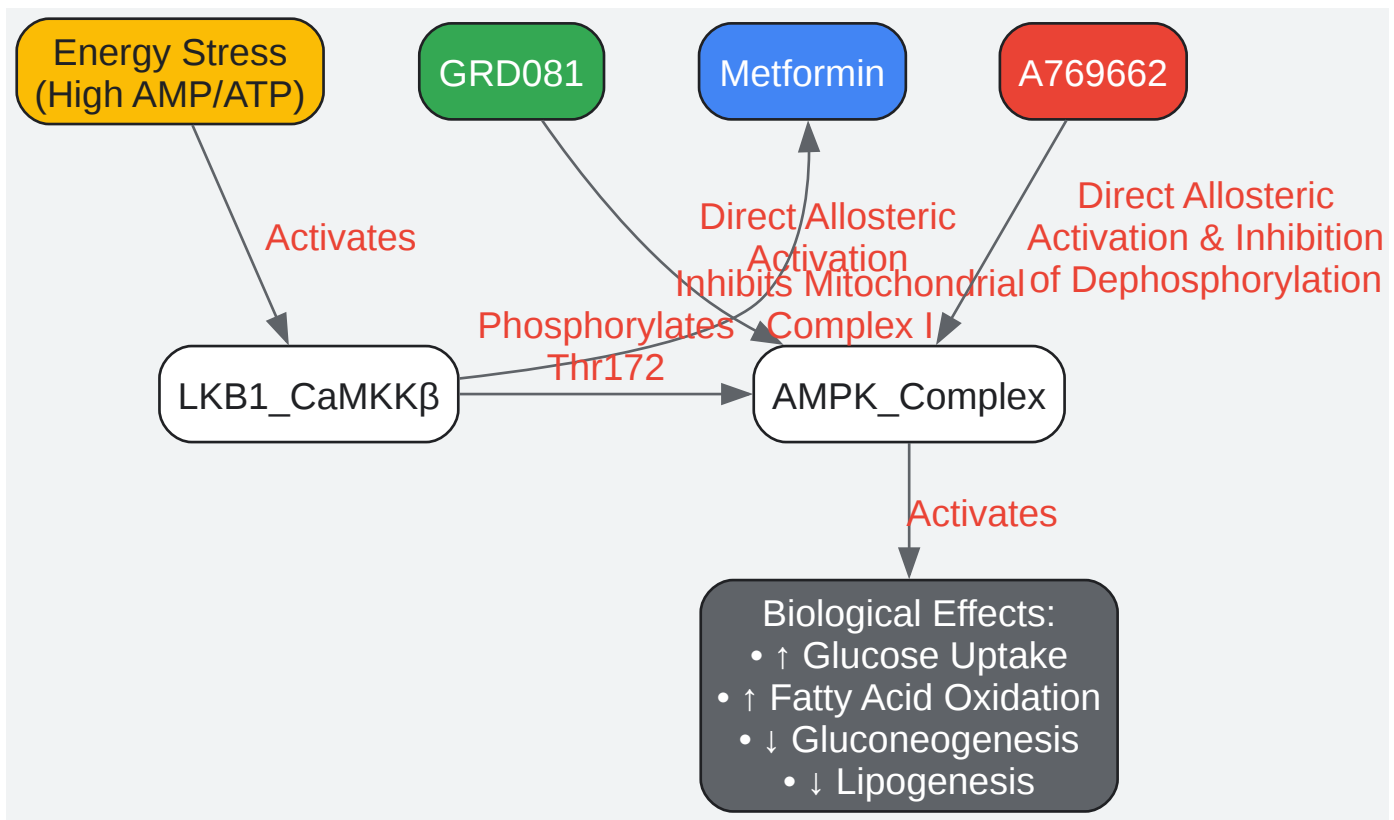 Energy Stress
(High AMP/ATP)
GRD081
Metformin
A769662
Activates
Direct Allosteric
Activation
Direct Allosteric
Activation & Inhibition
of Dephosphorylation
Inhibits Mitochondrial
Complex I
Phosphorylates
Thr172
LKB1_CaMKKβ
AMPK_Complex
Activates
Biological Effects:
• ↑ Glucose Uptake
• ↑ Fatty Acid Oxidation
• ↓ Gluconeogenesis
• ↓ Lipogenesis